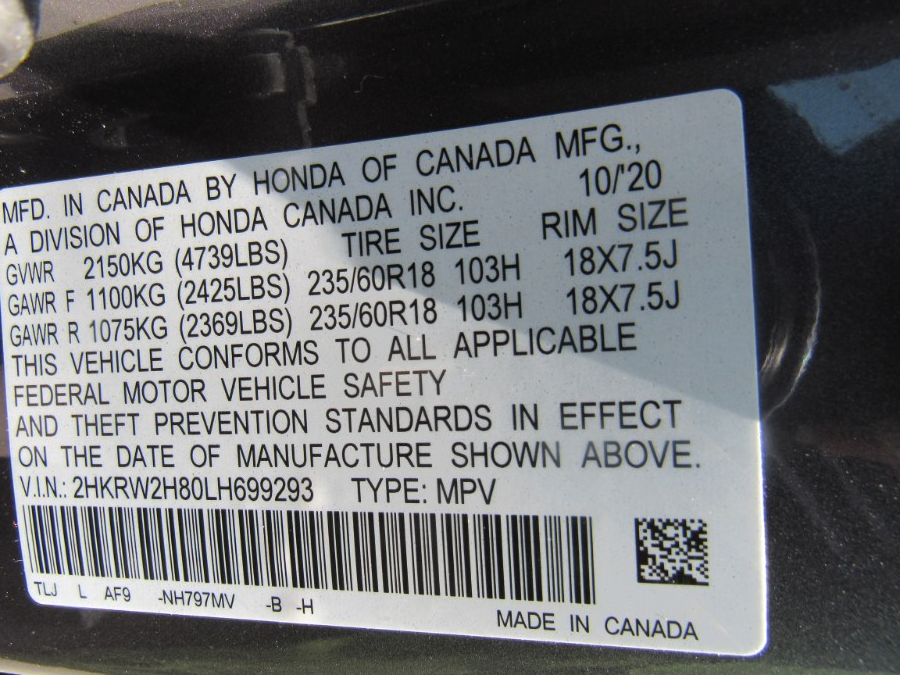 MFD. IN CANADA BY HONDA OF CANADA MFG.,
A DIVISION OF HONDA CANADA INC. 10/'20
GVWR 2150KG (4739LBS) TIRE SIZE RIM SIZE
GAWR F 1100KG (2425LBS) 235/60R18 103H 18X7.5J
GAWR R 1075KG (2369LBS) 235/60R18 103H 18X7.5J
THIS VEHICLE CONFORMS TO ALL APPLICABLE
FEDERAL MOTOR VEHICLE SAFETY
AND THEFT PREVENTION STANDARDS IN EFFECT
ON THE DATE OF MANUFACTURE SHOWN ABOVE.
V.I.N.: 2HKRW2H80LH699293 TYPE: MPV
TLJ L AF9 -NH797MV -B -H
MADE IN CANADA